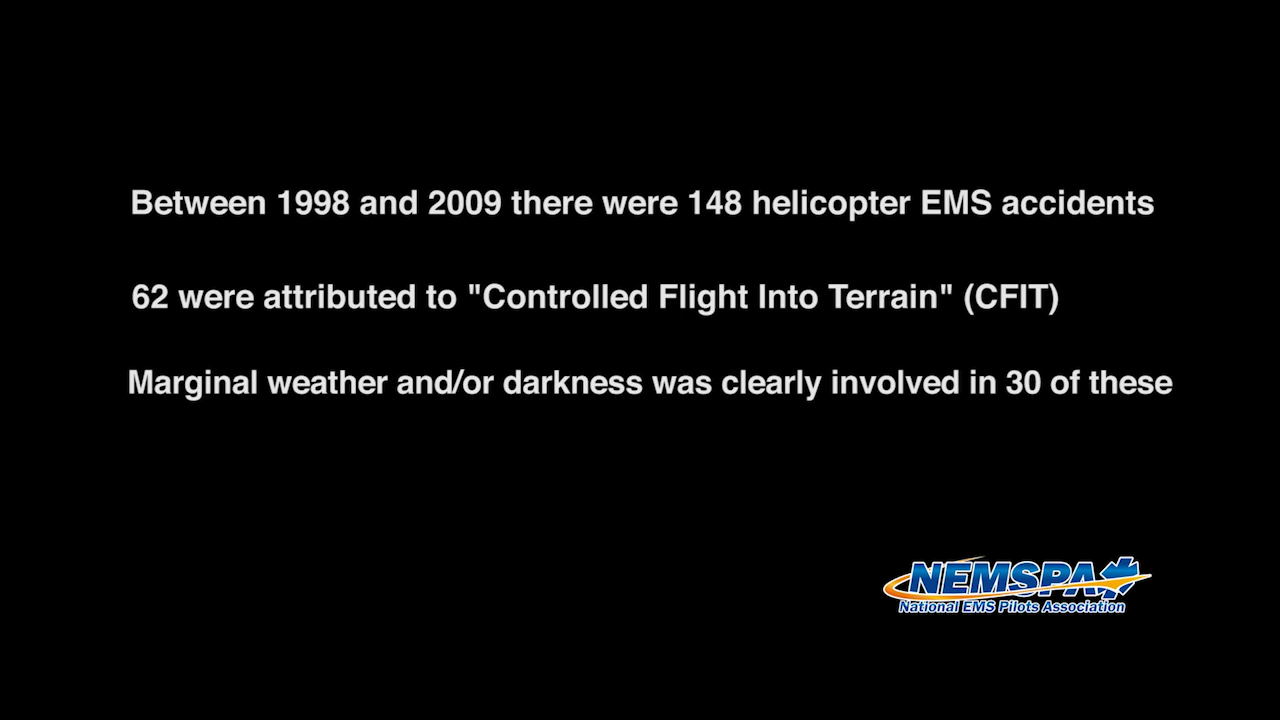 Between 1998 and 2009 there were 148 helicopter EMS accidents
62 were attributed to "Controlled Flight Into Terrain" (CFIT)
Marginal weather and/or darkness was clearly involved in 30 of these
NEMSPA
National EMS Pilots Association